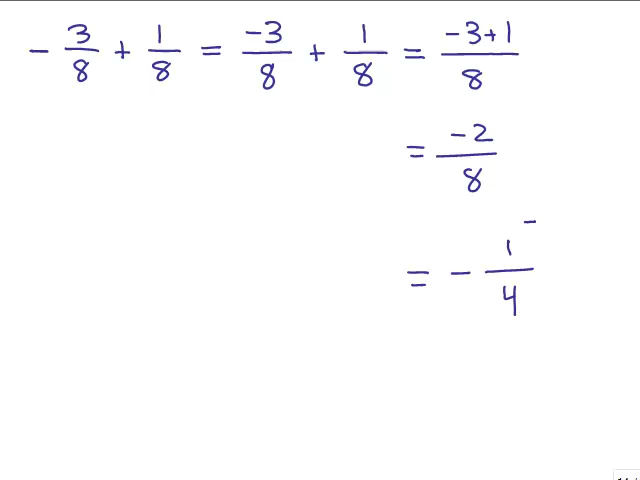 - 3/8 + 1/8 = -3/8 + 1/8 = -3+1/8
= -2/8
= - 1/4 -